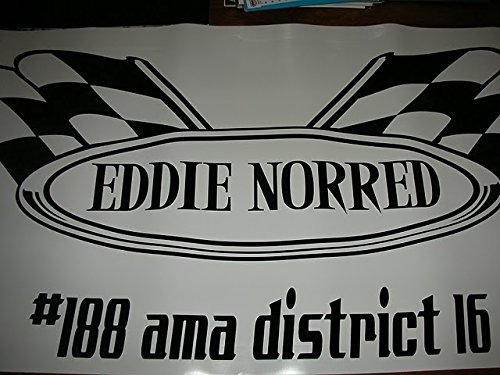 EDDIE NORRED
#188 ama district 16